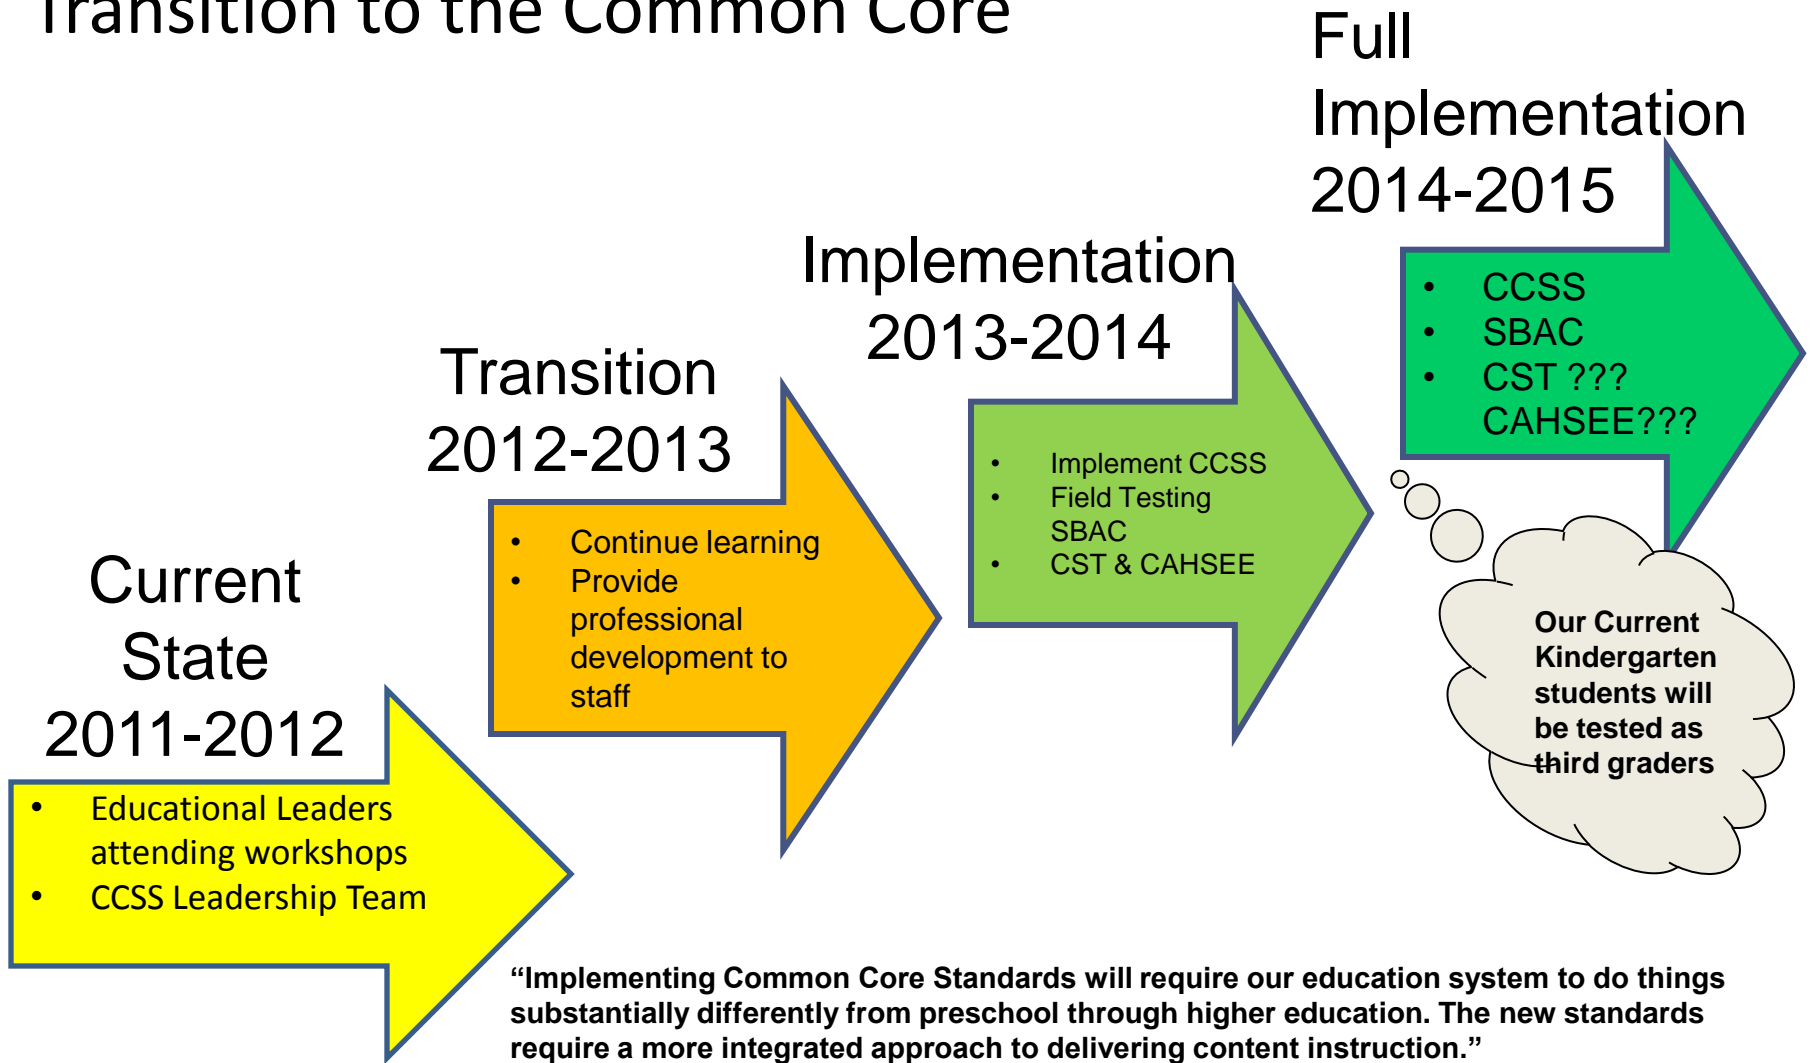 Transition to the Common Core
Full
Implementation
2014-2015
• CCSS
• SBAC
• CST ???
CAHSEE???
Implementation
2013-2014
• Implement CCSS
• Field Testing
SBAC
• CST & CAHSEE
Transition
2012-2013
• Continue learning
• Provide
professional
development to
staff
Current
State
2011-2012
• Educational Leaders
attending workshops
• CCSS Leadership Team
Our Current
Kindergarten
students will
be tested as
third graders
“Implementing Common Core Standards will require our education system to do things
substantially differently from preschool through higher education. The new standards
require a more integrated approach to delivering content instruction.”